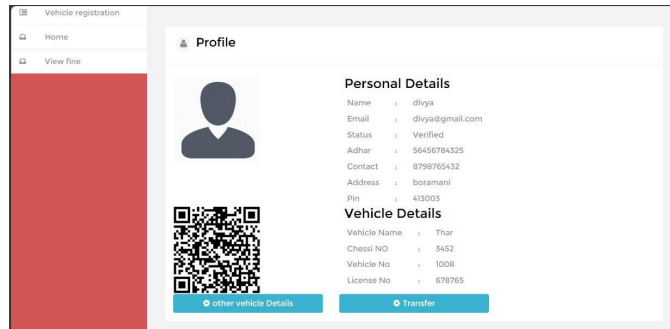 Vehicle registration
Home
View fine
Profile
Personal Details
Name : divya
Email : divya@gmail.com
Status : Verified
Adhar : 56456784325
Contact : 8798765432
Address : boramani
Pin : 413003
Vehicle Details
Vehicle Name : Thar
Chessi NO : 3452
Vehicle No : 1008
License No : 678765
other vehicle Details
Transfer